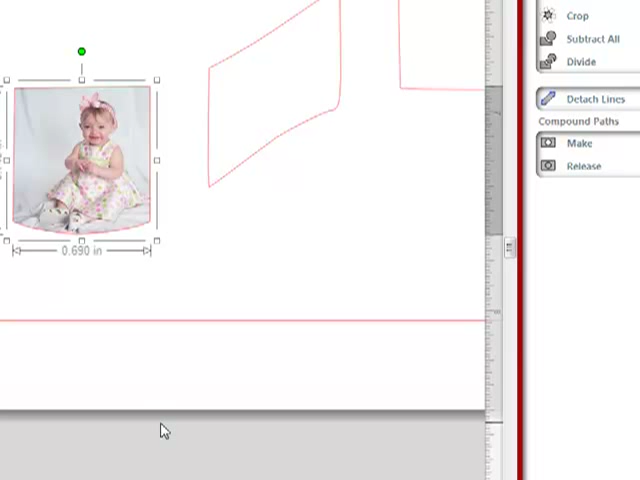 Crop
Subtract All
Divide
Detach Lines
Compound Paths
Make
Release
0.690 in